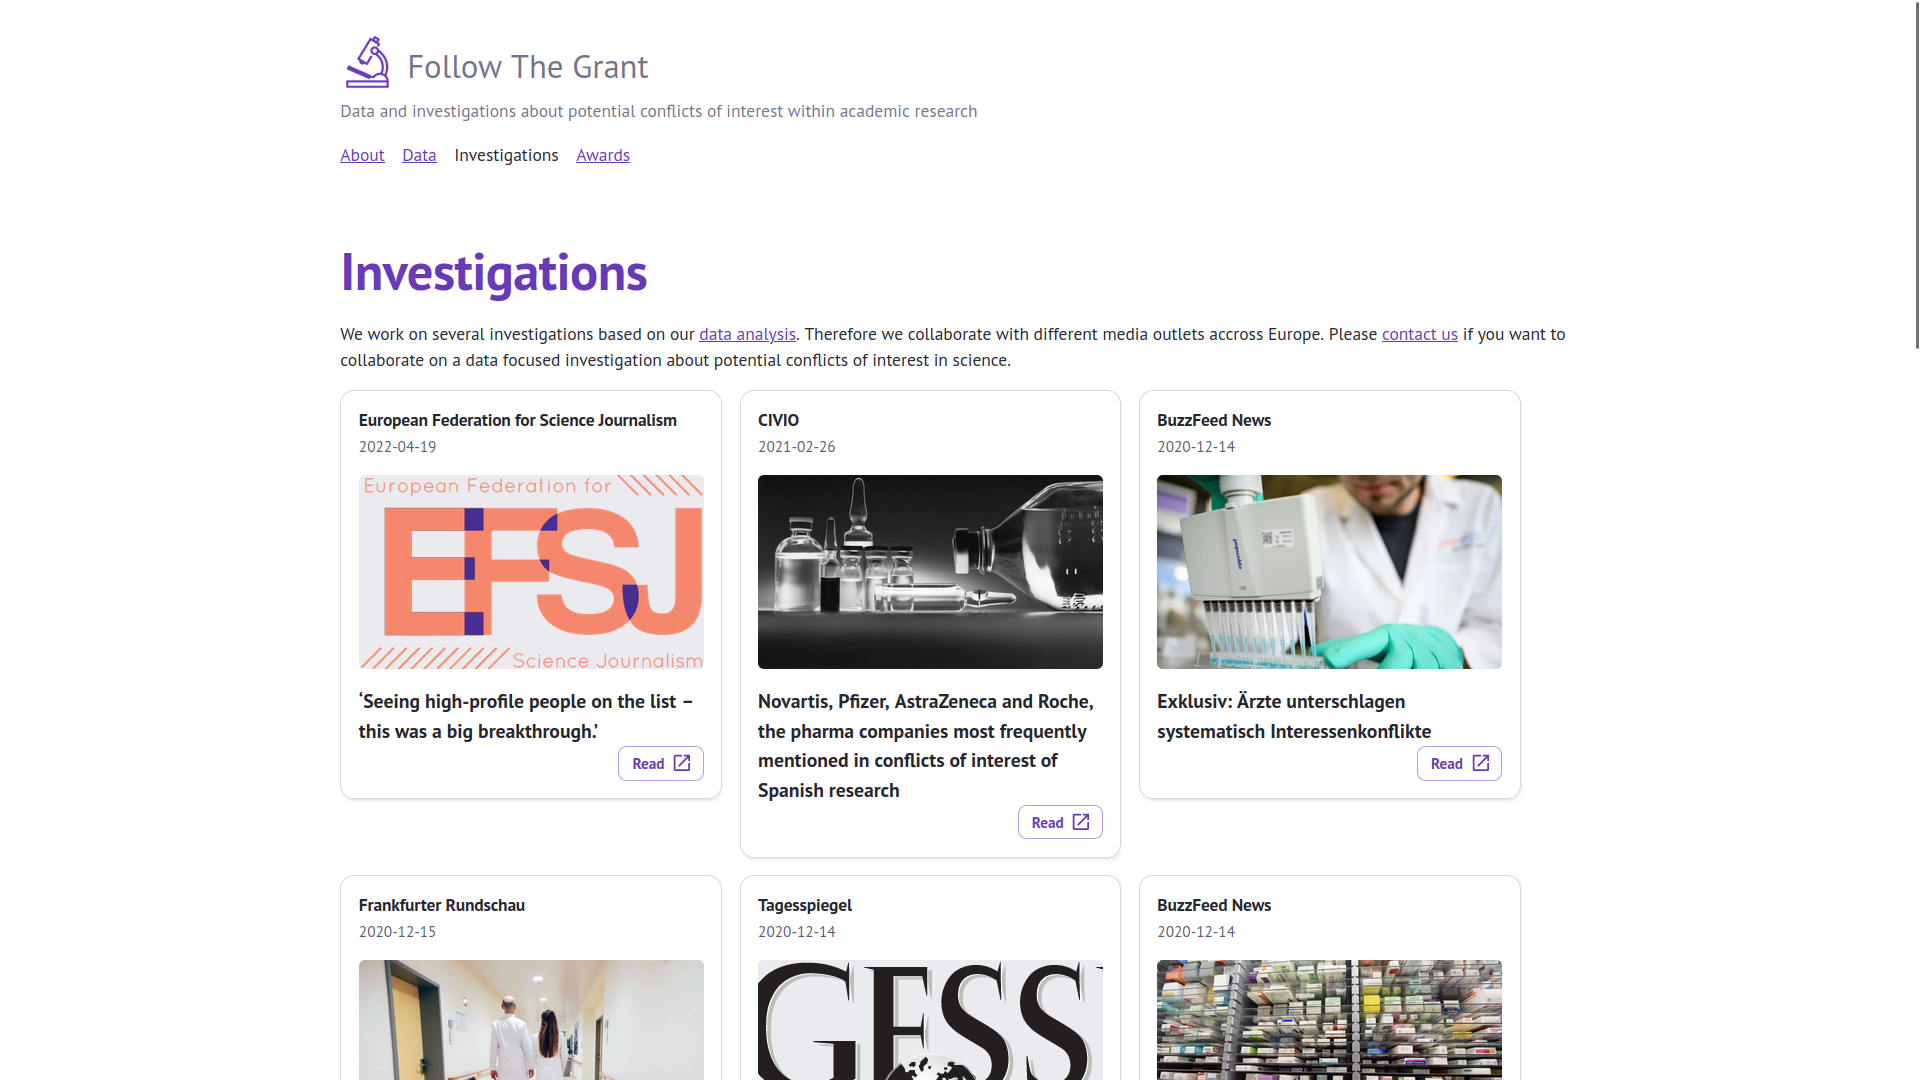 Follow The Grant
Data and investigations about potential conflicts of interest within academic research
About Data Investigations Awards
Investigations
We work on several investigations based on our data analysis. Therefore we collaborate with different media outlets accross Europe. Please contact us if you want to
collaborate on a data focused investigation about potential conflicts of interest in science.
European Federation for Science Journalism
2022-04-19
European Federation for
EFSJ
Science Journalism
‘Seeing high-profile people on the list –
this was a big breakthrough.’
Read
CIVIO
2021-02-26
Novartis, Pfizer, AstraZeneca and Roche,
the pharma companies most frequently
mentioned in conflicts of interest of
Spanish research
Read
BuzzFeed News
2020-12-14
eppendorf
Exklusiv: Ärzte unterschlagen
systematisch Interessenkonflikte
Read
Frankfurter Rundschau
2020-12-15
Tagesspiegel
2020-12-14
GESS
BuzzFeed News
2020-12-14